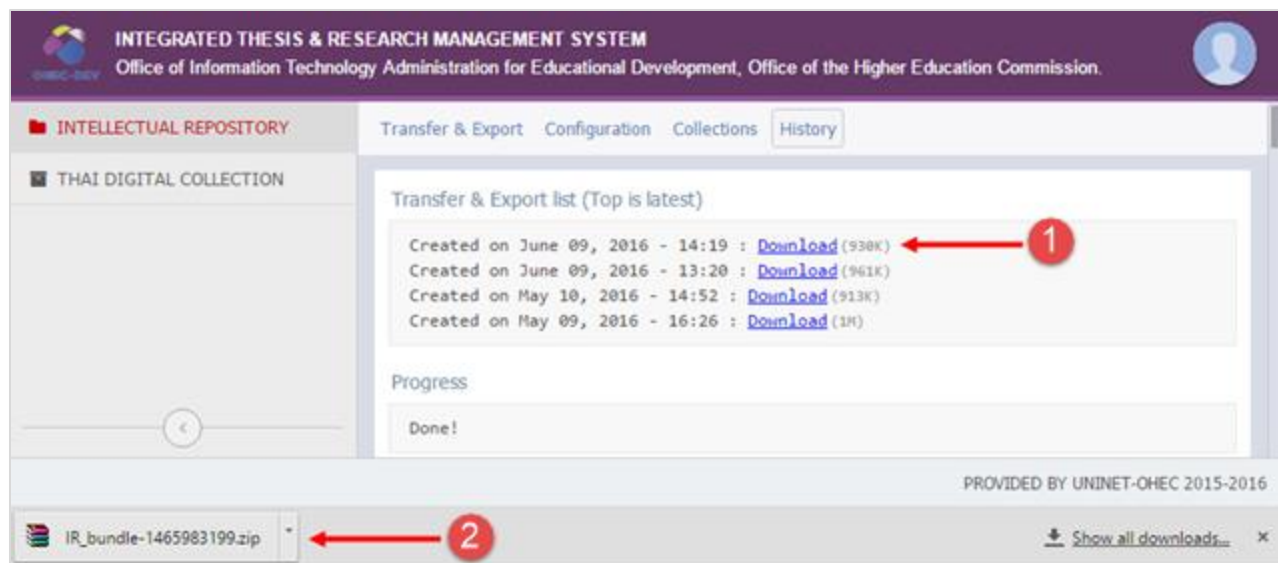 INTEGRATED THESIS & RESEARCH MANAGEMENT SYSTEM
Office of Information Technology Administration for Educational Development, Office of the Higher Education Commission.
OHEC-DEV
INTELLECTUAL REPOSITORY
THAI DIGITAL COLLECTION
Transfer & Export Configuration Collections History
Transfer & Export list (Top is latest)
Created on June 09, 2016 - 14:19 : Download (930K)
1
Created on June 09, 2016 - 13:20 : Download (961K)
Created on May 10, 2016 - 14:52 : Download (913K)
Created on May 09, 2016 - 16:26 : Download (1M)
Progress
Done!
PROVIDED BY UNINET-OHEC 2015-2016
IR_bundle-1465983199.zip
2
Show all downloads...